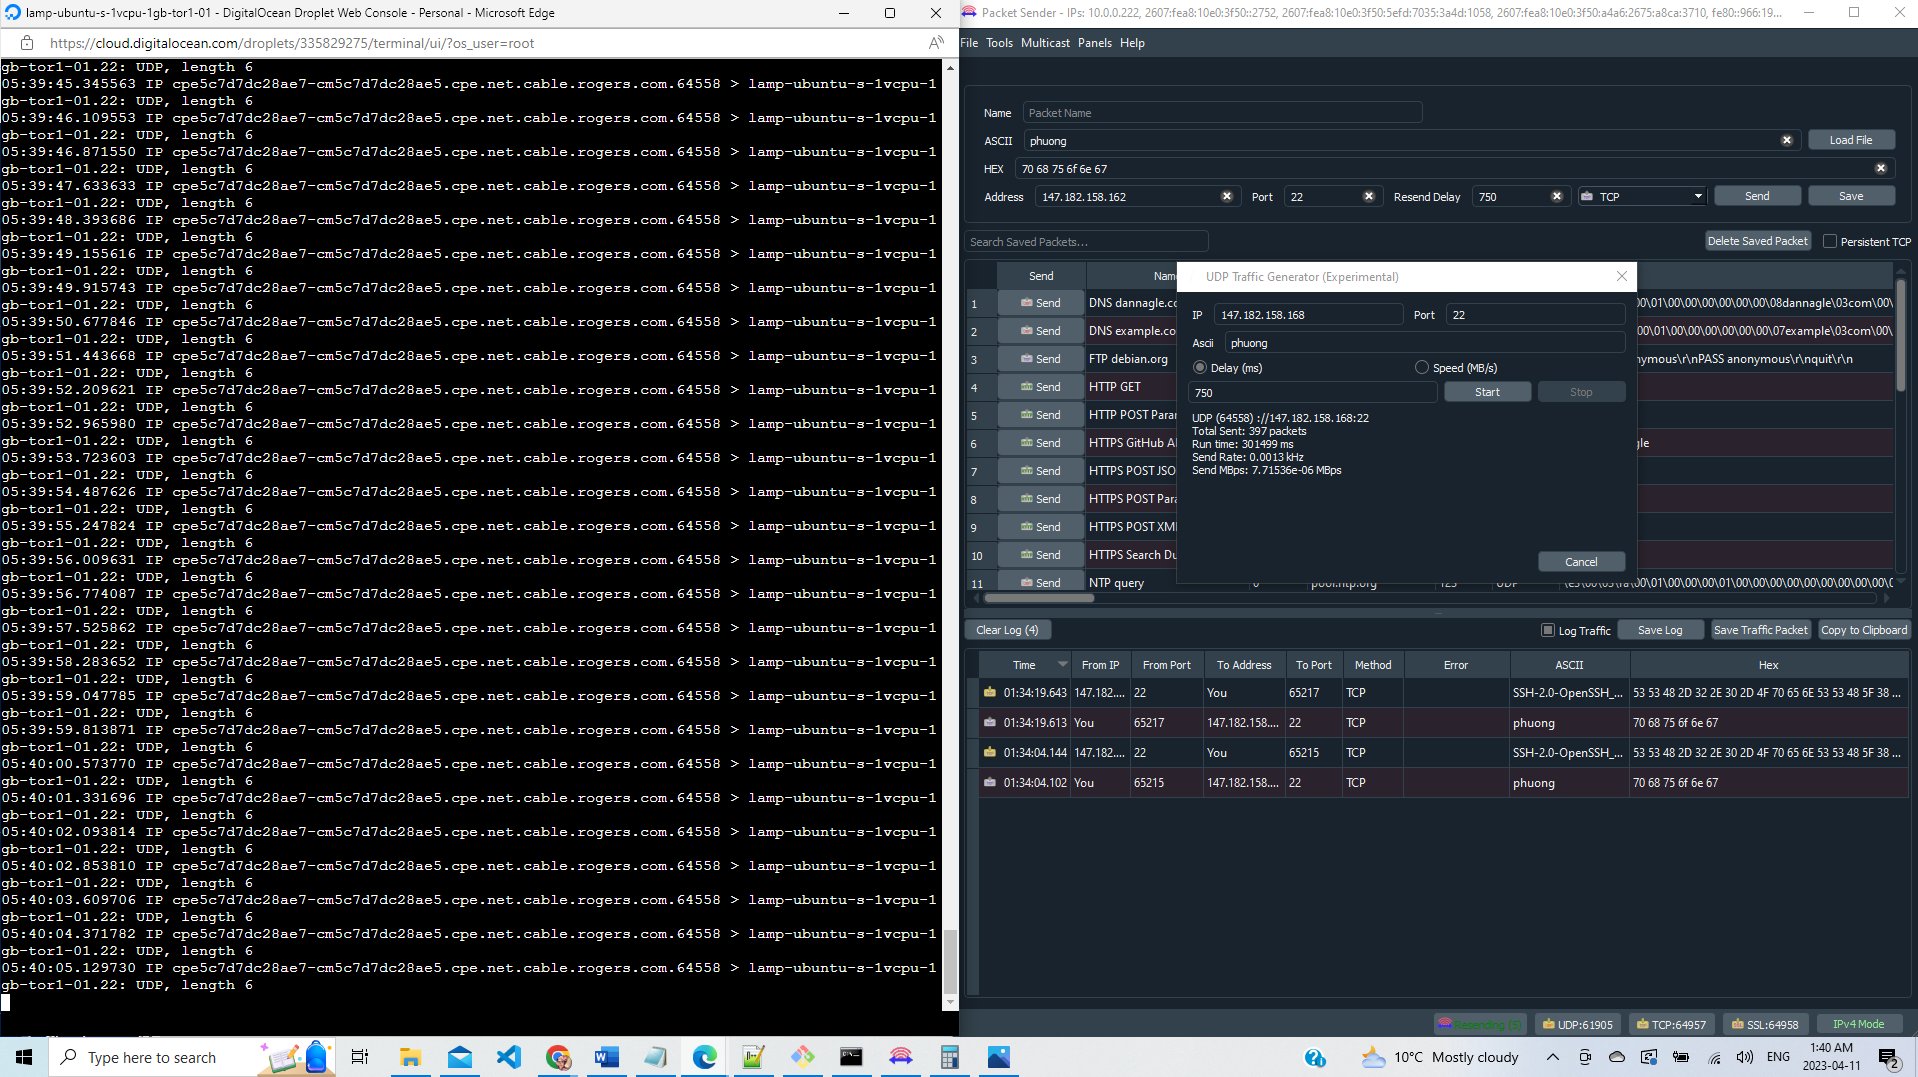 lamp-ubuntu-s-1vcpu-1gb-tor1-01 - DigitalOcean Droplet Web Console - Personal - Microsoft Edge
https://cloud.digitalocean.com/droplets/335829275/terminal/ui/?os_user=root
gb-tor1-01.22: UDP, length 6
05:39:45.345563 IP cpe5c7d7dc28ae7-cm5c7d7dc28ae5.cpe.net.cable.rogers.com.64558 > lamp-ubuntu-s-1vcpu-1
gb-tor1-01.22: UDP, length 6
05:39:46.109553 IP cpe5c7d7dc28ae7-cm5c7d7dc28ae5.cpe.net.cable.rogers.com.64558 > lamp-ubuntu-s-1vcpu-1
gb-tor1-01.22: UDP, length 6
05:39:46.871550 IP cpe5c7d7dc28ae7-cm5c7d7dc28ae5.cpe.net.cable.rogers.com.64558 > lamp-ubuntu-s-1vcpu-1
gb-tor1-01.22: UDP, length 6
05:39:47.633633 IP cpe5c7d7dc28ae7-cm5c7d7dc28ae5.cpe.net.cable.rogers.com.64558 > lamp-ubuntu-s-1vcpu-1
gb-tor1-01.22: UDP, length 6
05:39:48.393686 IP cpe5c7d7dc28ae7-cm5c7d7dc28ae5.cpe.net.cable.rogers.com.64558 > lamp-ubuntu-s-1vcpu-1
gb-tor1-01.22: UDP, length 6
05:39:49.155616 IP cpe5c7d7dc28ae7-cm5c7d7dc28ae5.cpe.net.cable.rogers.com.64558 > lamp-ubuntu-s-1vcpu-1
gb-tor1-01.22: UDP, length 6
05:39:49.915743 IP cpe5c7d7dc28ae7-cm5c7d7dc28ae5.cpe.net.cable.rogers.com.64558 > lamp-ubuntu-s-1vcpu-1
gb-tor1-01.22: UDP, length 6
05:39:50.677846 IP cpe5c7d7dc28ae7-cm5c7d7dc28ae5.cpe.net.cable.rogers.com.64558 > lamp-ubuntu-s-1vcpu-1
gb-tor1-01.22: UDP, length 6
05:39:51.443668 IP cpe5c7d7dc28ae7-cm5c7d7dc28ae5.cpe.net.cable.rogers.com.64558 > lamp-ubuntu-s-1vcpu-1
gb-tor1-01.22: UDP, length 6
05:39:52.209621 IP cpe5c7d7dc28ae7-cm5c7d7dc28ae5.cpe.net.cable.rogers.com.64558 > lamp-ubuntu-s-1vcpu-1
gb-tor1-01.22: UDP, length 6
05:39:52.965980 IP cpe5c7d7dc28ae7-cm5c7d7dc28ae5.cpe.net.cable.rogers.com.64558 > lamp-ubuntu-s-1vcpu-1
gb-tor1-01.22: UDP, length 6
05:39:53.723603 IP cpe5c7d7dc28ae7-cm5c7d7dc28ae5.cpe.net.cable.rogers.com.64558 > lamp-ubuntu-s-1vcpu-1
gb-tor1-01.22: UDP, length 6
05:39:54.487626 IP cpe5c7d7dc28ae7-cm5c7d7dc28ae5.cpe.net.cable.rogers.com.64558 > lamp-ubuntu-s-1vcpu-1
gb-tor1-01.22: UDP, length 6
05:39:55.247824 IP cpe5c7d7dc28ae7-cm5c7d7dc28ae5.cpe.net.cable.rogers.com.64558 > lamp-ubuntu-s-1vcpu-1
gb-tor1-01.22: UDP, length 6
05:39:56.009631 IP cpe5c7d7dc28ae7-cm5c7d7dc28ae5.cpe.net.cable.rogers.com.64558 > lamp-ubuntu-s-1vcpu-1
gb-tor1-01.22: UDP, length 6
05:39:56.774087 IP cpe5c7d7dc28ae7-cm5c7d7dc28ae5.cpe.net.cable.rogers.com.64558 > lamp-ubuntu-s-1vcpu-1
gb-tor1-01.22: UDP, length 6
05:39:57.525862 IP cpe5c7d7dc28ae7-cm5c7d7dc28ae5.cpe.net.cable.rogers.com.64558 > lamp-ubuntu-s-1vcpu-1
gb-tor1-01.22: UDP, length 6
05:39:58.283652 IP cpe5c7d7dc28ae7-cm5c7d7dc28ae5.cpe.net.cable.rogers.com.64558 > lamp-ubuntu-s-1vcpu-1
gb-tor1-01.22: UDP, length 6
05:39:59.047785 IP cpe5c7d7dc28ae7-cm5c7d7dc28ae5.cpe.net.cable.rogers.com.64558 > lamp-ubuntu-s-1vcpu-1
gb-tor1-01.22: UDP, length 6
05:39:59.813871 IP cpe5c7d7dc28ae7-cm5c7d7dc28ae5.cpe.net.cable.rogers.com.64558 > lamp-ubuntu-s-1vcpu-1
gb-tor1-01.22: UDP, length 6
05:40:00.573770 IP cpe5c7d7dc28ae7-cm5c7d7dc28ae5.cpe.net.cable.rogers.com.64558 > lamp-ubuntu-s-1vcpu-1
gb-tor1-01.22: UDP, length 6
05:40:01.331696 IP cpe5c7d7dc28ae7-cm5c7d7dc28ae5.cpe.net.cable.rogers.com.64558 > lamp-ubuntu-s-1vcpu-1
gb-tor1-01.22: UDP, length 6
05:40:02.093814 IP cpe5c7d7dc28ae7-cm5c7d7dc28ae5.cpe.net.cable.rogers.com.64558 > lamp-ubuntu-s-1vcpu-1
gb-tor1-01.22: UDP, length 6
05:40:02.853810 IP cpe5c7d7dc28ae7-cm5c7d7dc28ae5.cpe.net.cable.rogers.com.64558 > lamp-ubuntu-s-1vcpu-1
gb-tor1-01.22: UDP, length 6
05:40:03.609706 IP cpe5c7d7dc28ae7-cm5c7d7dc28ae5.cpe.net.cable.rogers.com.64558 > lamp-ubuntu-s-1vcpu-1
gb-tor1-01.22: UDP, length 6
05:40:04.371782 IP cpe5c7d7dc28ae7-cm5c7d7dc28ae5.cpe.net.cable.rogers.com.64558 > lamp-ubuntu-s-1vcpu-1
gb-tor1-01.22: UDP, length 6
05:40:05.129730 IP cpe5c7d7dc28ae7-cm5c7d7dc28ae5.cpe.net.cable.rogers.com.64558 > lamp-ubuntu-s-1vcpu-1
gb-tor1-01.22: UDP, length 6
Packet Sender - IPs: 10.0.0.222, 2607:fea8:10e0:3f50::2752, 2607:fea8:10e0:3f50:5efd:7035:3a4d:1058, 2607:fea8:10e0:3f50:a4a6:2675:a8ca:3710, fe80::966:19...
File Tools Multicast Panels Help
Name Packet Name
ASCII phuong Load File
HEX 70 68 75 6f 6e 67
Address 147.182.158.162 Port 22 Resend Delay 750 TCP Send Save
Search Saved Packets... Delete Saved Packet Persistent TCP
Send Nam
1 Send DNS dannagle.co 00\01\00\00\00\00\00\00\08dannagle\03com\00\
2 Send DNS example.co \00\01\00\00\00\00\00\00\07example\03com\00\
3 Send FTP debian.org nymous\r\nPASS anonymous\r\nquit\r\n
4 Send HTTP GET
5 Send HTTP POST Para
6 Send HTTPS GitHub A gle
7 Send HTTPS POST JSO
8 Send HTTPS POST Para
9 Send HTTPS POST XM
10 Send HTTPS Search Du
11 Send NTP query 0 pool.ntp.org 123 UDP
UDP Traffic Generator (Experimental)
IP 147.182.158.168 Port 22
Ascii phuong
Delay (ms) Speed (MB/s)
750 Start Stop
UDP (64558) ://147.182.158.168:22
Total Sent: 397 packets
Run time: 301499 ms
Send Rate: 0.0013 kHz
Send MBps: 7.71536e-06 MBps
Cancel
Clear Log (4) Log Traffic Save Log Save Traffic Packet Copy to Clipboard
Time From IP From Port To Address To Port Method Error ASCII Hex
01:34:19.643 147.182.... 22 You 65217 TCP SSH-2.0-OpenSSH_... 53 53 48 2D 32 2E 30 2D 4F 70 65 6E 53 53 48 5F 38 ...
01:34:19.613 You 65217 147.182.158.... 22 TCP phuong 70 68 75 6f 6e 67
01:34:04.144 147.182.... 22 You 65215 TCP SSH-2.0-OpenSSH_... 53 53 48 2D 32 2E 30 2D 4F 70 65 6E 53 53 48 5F 38 ...
01:34:04.102 You 65215 147.182.158.... 22 TCP phuong 70 68 75 6f 6e 67
UDP:61905 TCP:64957 SSL:64958 IPv4 Mode
Type here to search 10°C Mostly cloudy ENG 1:40 AM
2023-04-11 2